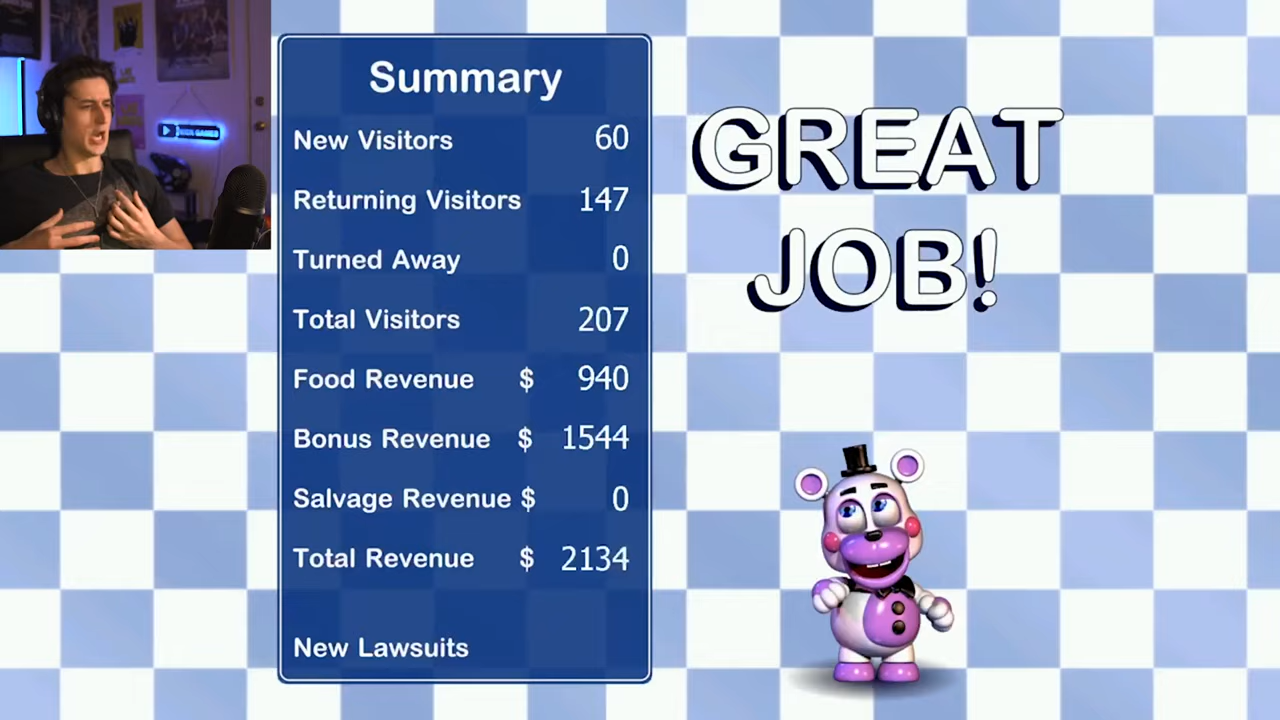 Summary
New Visitors 60
Returning Visitors 147
Turned Away 0
Total Visitors 207
Food Revenue $ 940
Bonus Revenue $ 1544
Salvage Revenue $ 0
Total Revenue $ 2134
New Lawsuits
GREAT
JOB!